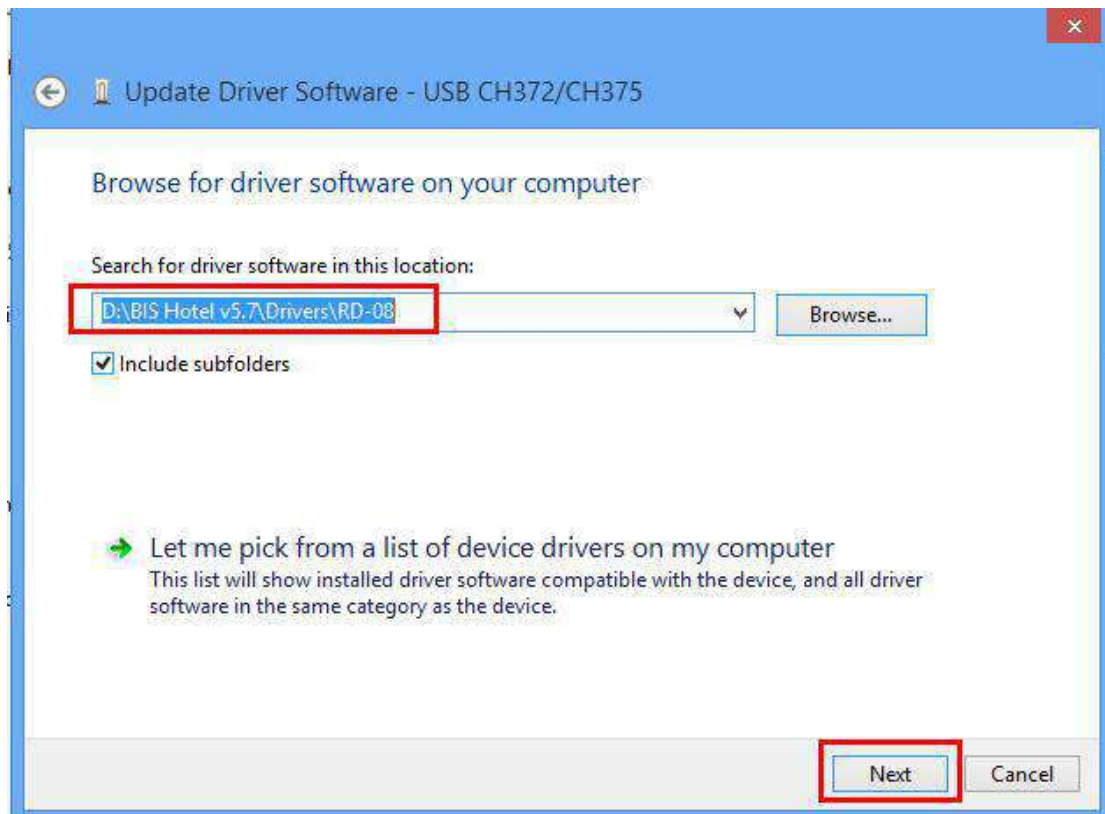 Update Driver Software - USB CH372/CH375
Browse for driver software on your computer
Search for driver software in this location:
D:\BIS Hotel v5.7\Drivers\RD-08
Browse...
Include subfolders
Let me pick from a list of device drivers on my computer
This list will show installed driver software compatible with the device, and all driver
software in the same category as the device.
Next
Cancel